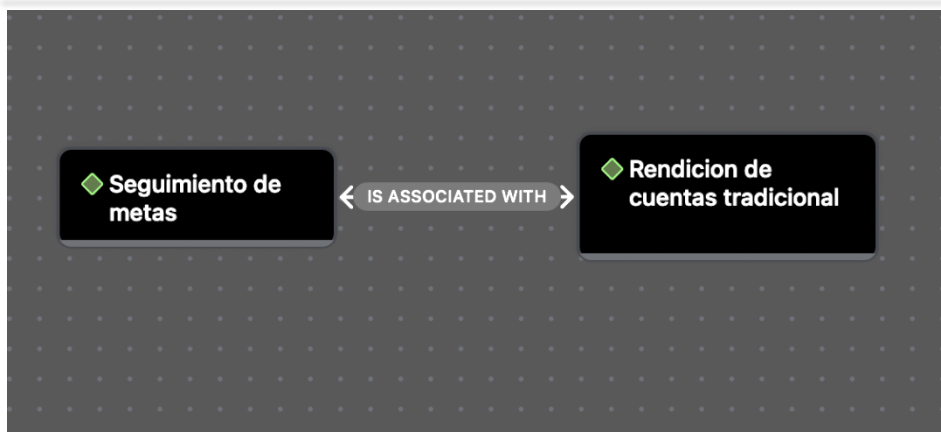 Seguimiento de
metas
IS ASSOCIATED WITH
Rendicion de
cuentas tradicional